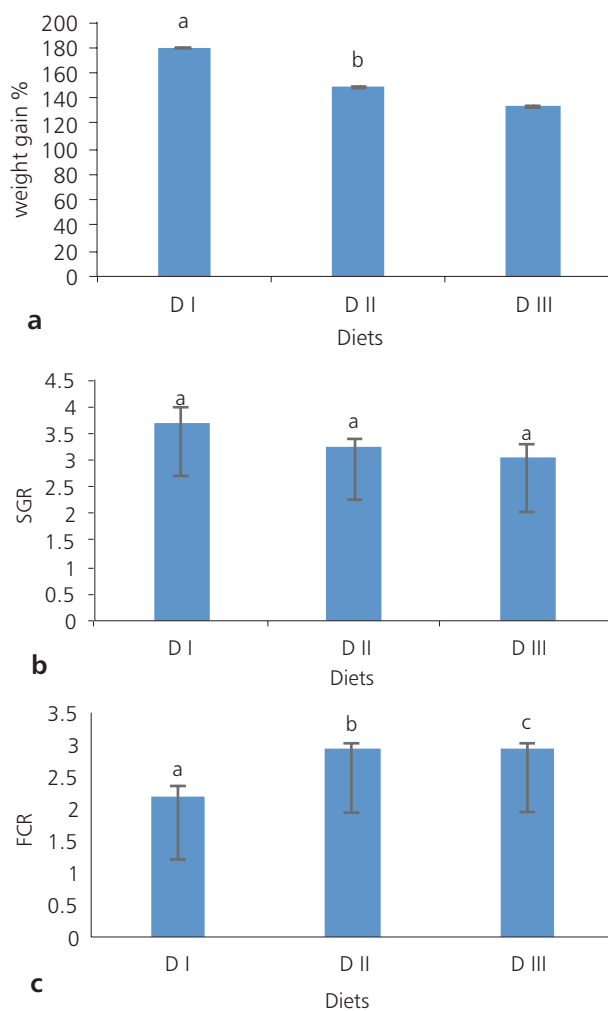 200
180
160
140
120
100
80
60
40
20
0
weight gain %
a
b
D I
D II
D III
Diets
a
4.5
4
3.5
3
2.5
2
1.5
1
0.5
0
SGR
a
a
a
D I
D II
D III
Diets
b
3.5
3
2.5
2
1.5
1
0.5
0
FCR
a
b
c
D I
D II
D III
Diets
c